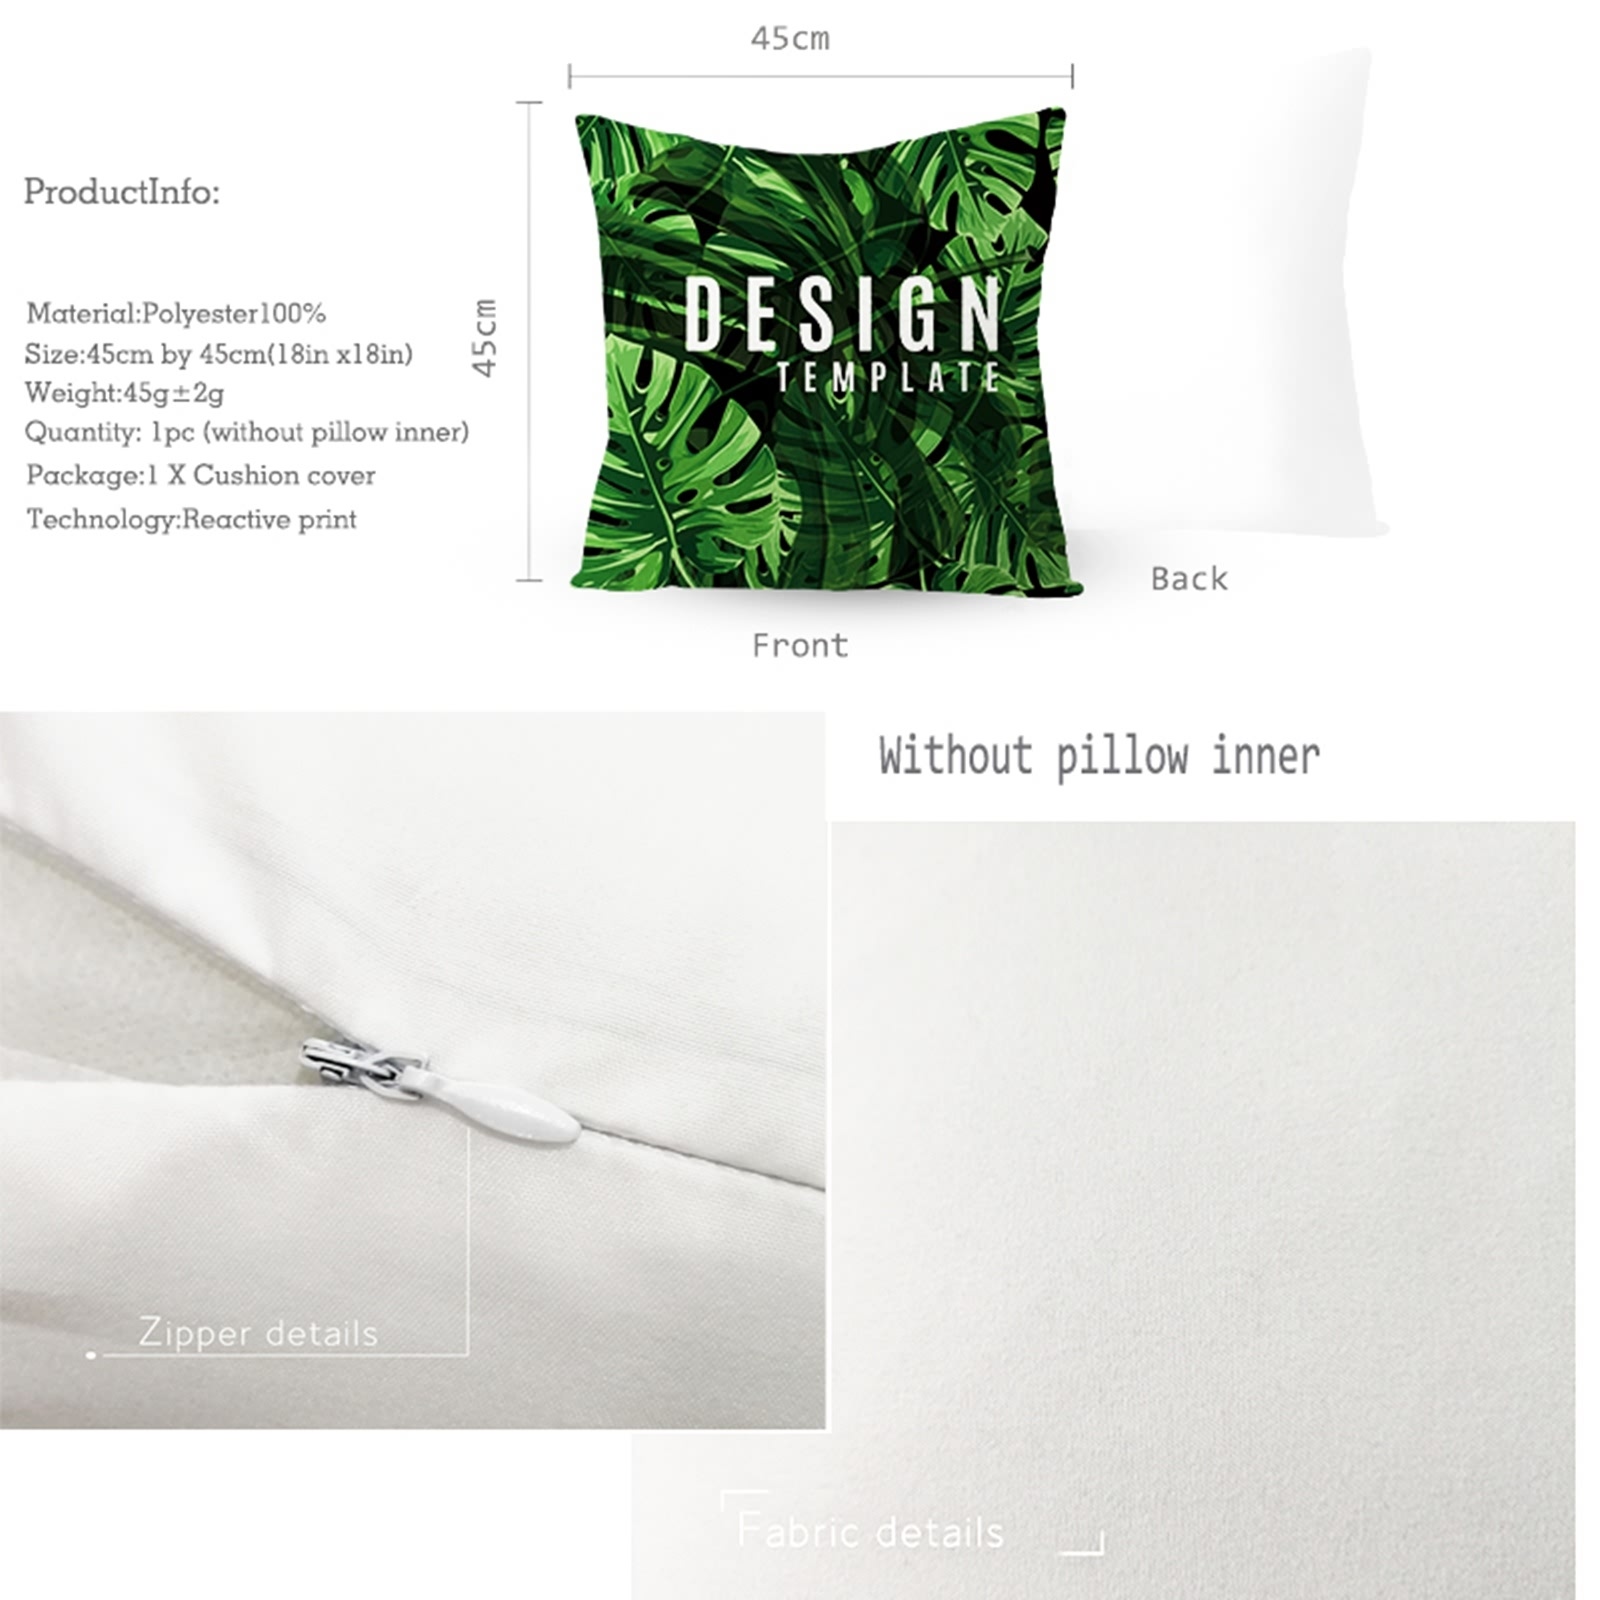 45cm
ProductInfo:
45cm
Material:Polyester100%
Size:45cm by 45cm(18in x18in)
Weight:45g±2g
Quantity: 1pc (without pillow inner)
Package:1 X Cushion cover
Technology:Reactive print
DESIGN
TEMPLATE
Back
Front
Without pillow inner
Zipper details
Fabric details